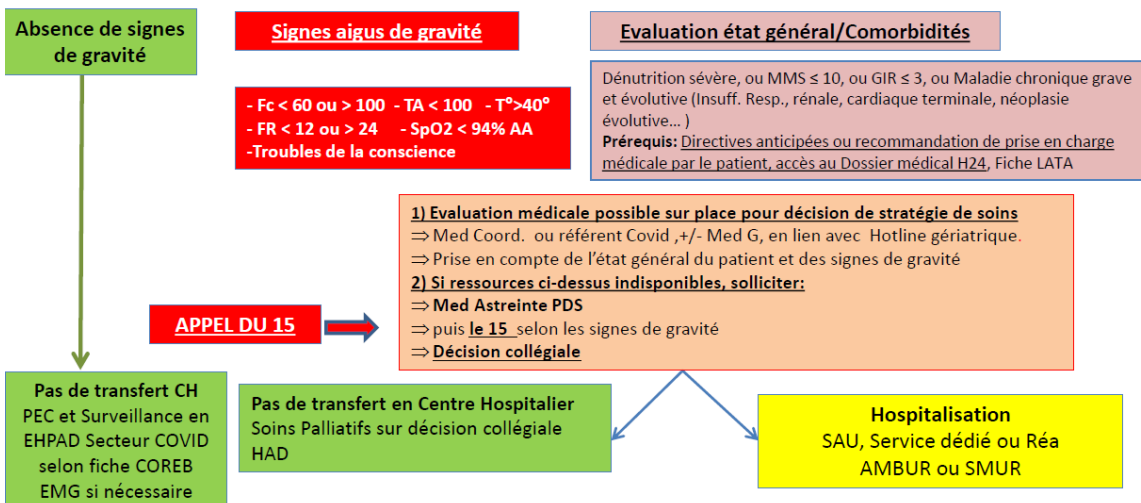 Absence de signes
de gravité
Signes aigus de gravité
Evaluation état général/Comorbidités
- Fc < 60 ou > 100 - TA < 100 - T°>40°
- FR < 12 ou > 24 - SpO2 < 94% AA
-Troubles de la conscience
Dénutrition sévère, ou MMS ≤ 10, ou GIR ≤ 3, ou Maladie chronique grave
et évolutive (Insuff. Resp., rénale, cardiaque terminale, néoplasie
évolutive... )
Prérequis: Directives anticipées ou recommandation de prise en charge
médicale par le patient, accès au Dossier médical H24, Fiche LATA
1) Evaluation médicale possible sur place pour décision de stratégie de soins
⇒ Med Coord. ou référent Covid ,+/- Med G, en lien avec Hotline gériatrique.
⇒ Prise en compte de l'état général du patient et des signes de gravité
2) Si ressources ci-dessus indisponibles, solliciter:
⇒ Med Astreinte PDS
⇒ puis le 15 selon les signes de gravité
⇒ Décision collégiale
APPEL DU 15
Pas de transfert CH
PEC et Surveillance en
EHPAD Secteur COVID
selon fiche COREB
EMG si nécessaire
Pas de transfert en Centre Hospitalier
Soins Palliatifs sur décision collégiale
HAD
Hospitalisation
SAU, Service dédié ou Réa
AMBUR ou SMUR